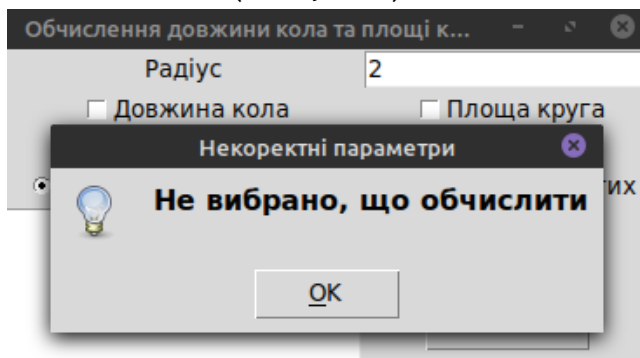 Обчислення довжини кола та площі к...
Радіус
2
Довжина кола
Площа круга
Некоректні параметри
Не вибрано, що обчислити
OK